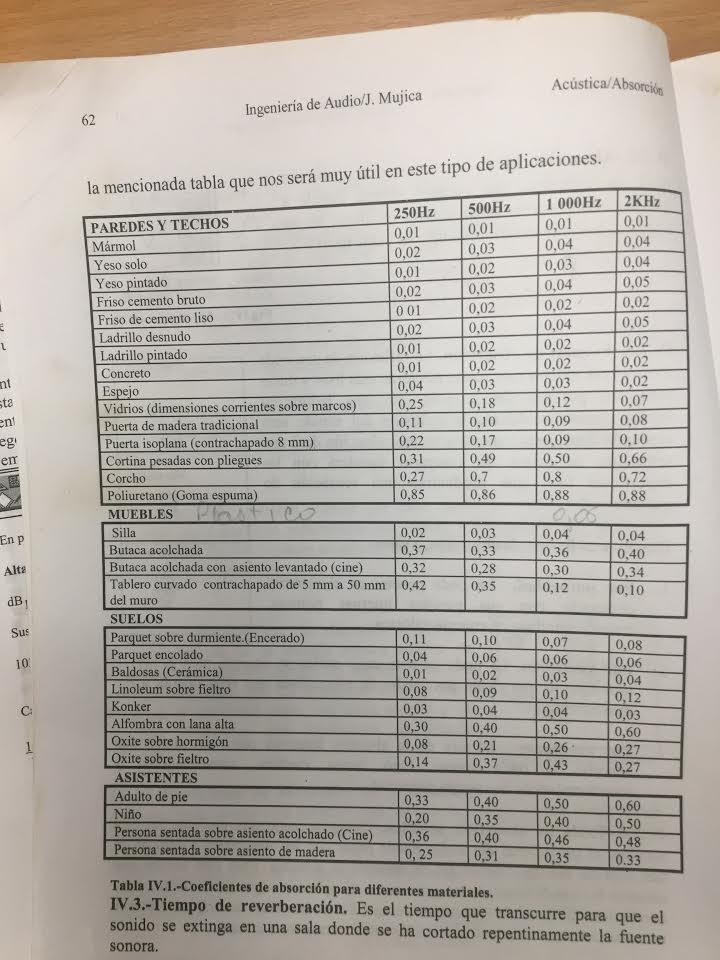 62
Ingeniería de Audio/J. Mujica
Acústica/Absorción
la mencionada tabla que nos será muy útil en este tipo de aplicaciones.
PAREDES Y TECHOS 250Hz 500Hz 1 000Hz 2KHz
Mármol 0,01 0,01 0,01 0,01
Yeso solo 0,02 0,03 0,04 0,04
Yeso pintado 0,01 0,02 0,03 0,04
Friso cemento bruto 0,02 0,03 0,04 0,05
Friso de cemento liso 0 01 0,02 0,02 0,02
Ladrillo desnudo 0,02 0,03 0,04 0,05
Ladrillo pintado 0,01 0,02 0,02 0,02
Concreto 0,01 0,02 0,02 0,02
Espejo 0,04 0,03 0,03 0,02
Vidrios (dimensiones corrientes sobre marcos) 0,25 0,18 0,12 0,07
Puerta de madera tradicional 0,11 0,10 0,09 0,08
Puerta isoplana (contrachapado 8 mm) 0,22 0,17 0,09 0,10
Cortina pesadas con pliegues 0,31 0,49 0,50 0,66
Corcho 0,27 0,7 0,8 0,72
Poliuretano (Goma espuma) 0,85 0,86 0,88 0,88
MUEBLES Plastico 0,05
Silla 0,02 0,03 0,04 0,04
Butaca acolchada 0,37 0,33 0,36 0,40
Butaca acolchada con asiento levantado (cine) 0,32 0,28 0,30 0,34
Tablero curvado contrachapado de 5 mm a 50 mm 0,42 0,35 0,12 0,10
del muro
SUELOS
Parquet sobre durmiente.(Encerado) 0,11 0,10 0,07 0,08
Parquet encolado 0,04 0,06 0,06 0,06
Baldosas (Cerámica) 0,01 0,02 0,03 0,04
Linoleum sobre fieltro 0,08 0,09 0,10 0,12
Konker 0,03 0,04 0,04 0,03
Alfombra con lana alta 0,30 0,40 0,50 0,60
Oxite sobre hormigón 0,08 0,21 0,26 0,27
Oxite sobre fieltro 0,14 0,37 0,43 0,27
ASISTENTES
Adulto de pie 0,33 0,40 0,50 0,60
Niño 0,20 0,35 0,40 0,50
Persona sentada sobre asiento acolchado (Cine) 0,36 0,40 0,46 0,48
Persona sentada sobre asiento de madera 0, 25 0,31 0,35 0.33
Tabla IV.1.-Coeficientes de absorción para diferentes materiales.
IV.3.-Tiempo de reverberación. Es el tiempo que transcurre para que el
sonido se extinga en una sala donde se ha cortado repentinamente la fuente
sonora.